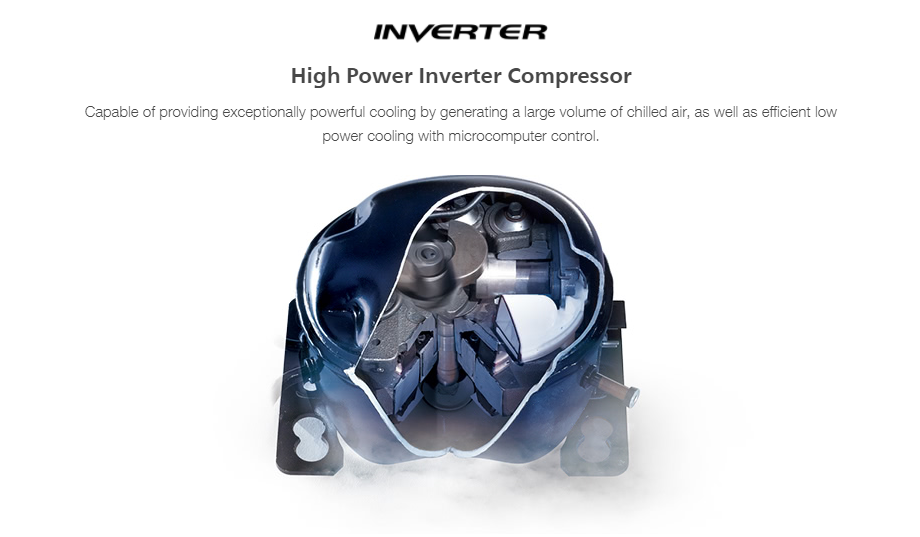 INVERTER
High Power Inverter Compressor
Capable of providing exceptionally powerful cooling by generating a large volume of chilled air, as well as efficient low
power cooling with microcomputer control.